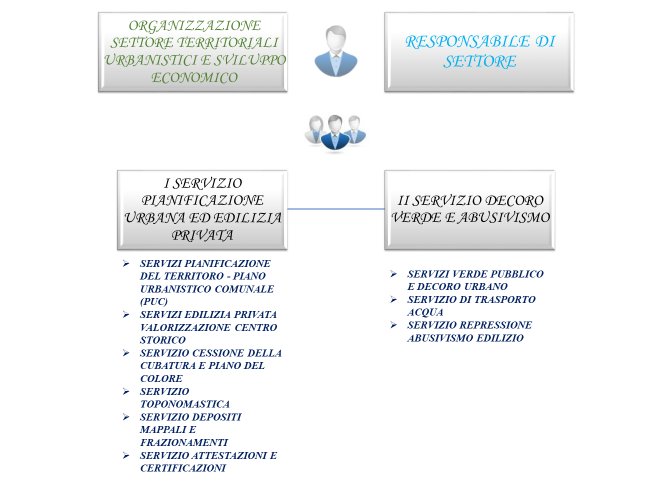 ORGANIZZAZIONE
SETTORE TERRITORIALI
URBANISTICI E SVILUPPO
ECONOMICO
RESPONSABILE DI
SETTORE
I SERVIZIO
PIANIFICAZIONE
URBANA ED EDILIZIA
PRIVATA
II SERVIZIO DECORO
VERDE E ABUSIVISMO
SERVIZI PIANIFICAZIONE
DEL TERRITORO - PIANO
URBANISTICO COMUNALE
(PUC)
SERVIZI EDILIZIA PRIVATA
VALORIZZAZIONE CENTRO
STORICO
SERVIZIO CESSIONE DELLA
CUBATURA E PIANO DEL
COLORE
SERVIZIO
TOPONOMASTICA
SERVIZIO DEPOSITI
MAPPALI E
FRAZIONAMENTI
SERVIZIO ATTESTAZIONI E
CERTIFICAZIONI
SERVIZI VERDE PUBBLICO
E DECORO URBANO
SERVIZIO DI TRASPORTO
ACQUA
SERVIZIO REPRESSIONE
ABUSIVISMO EDILIZIO